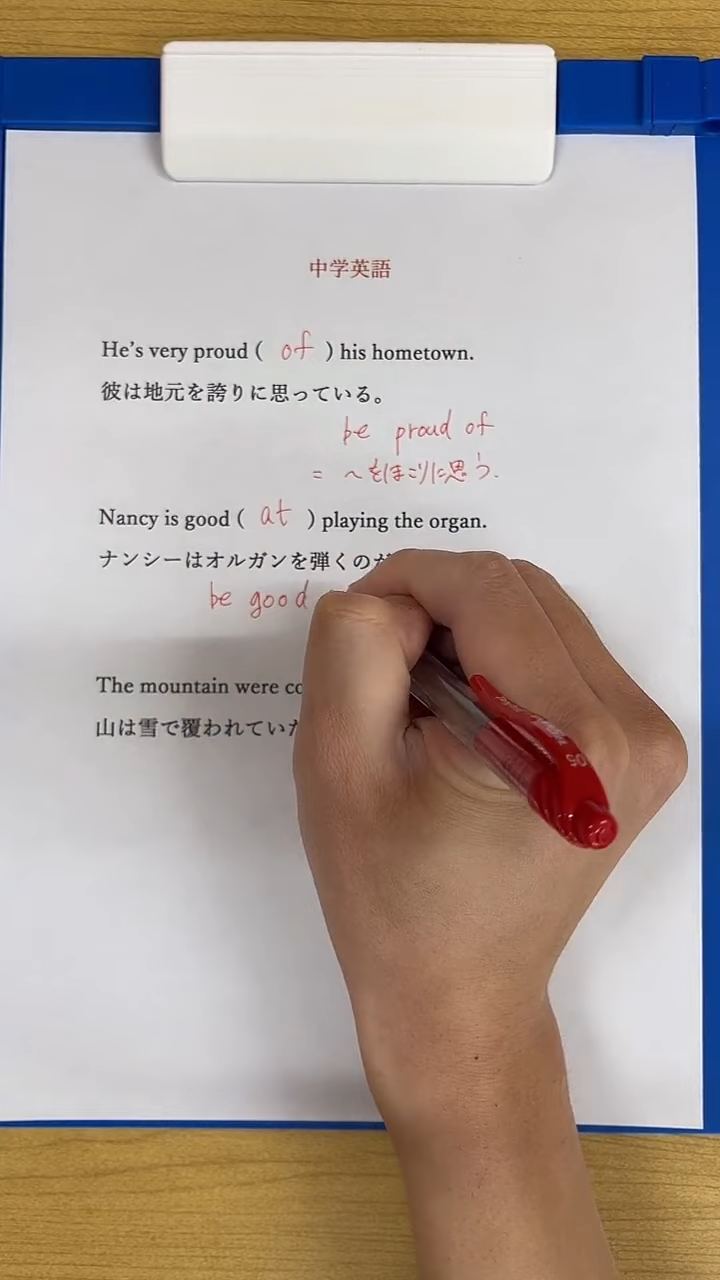 中学英語
He's very proud ( of ) his hometown.
彼は地元を誇りに思っている。
be proud of
= 〜をほこりに思う.
Nancy is good ( at ) playing the organ.
ナンシーはオルガンを弾くのが
be good
The mountain were co
山は雪で覆われていた
05